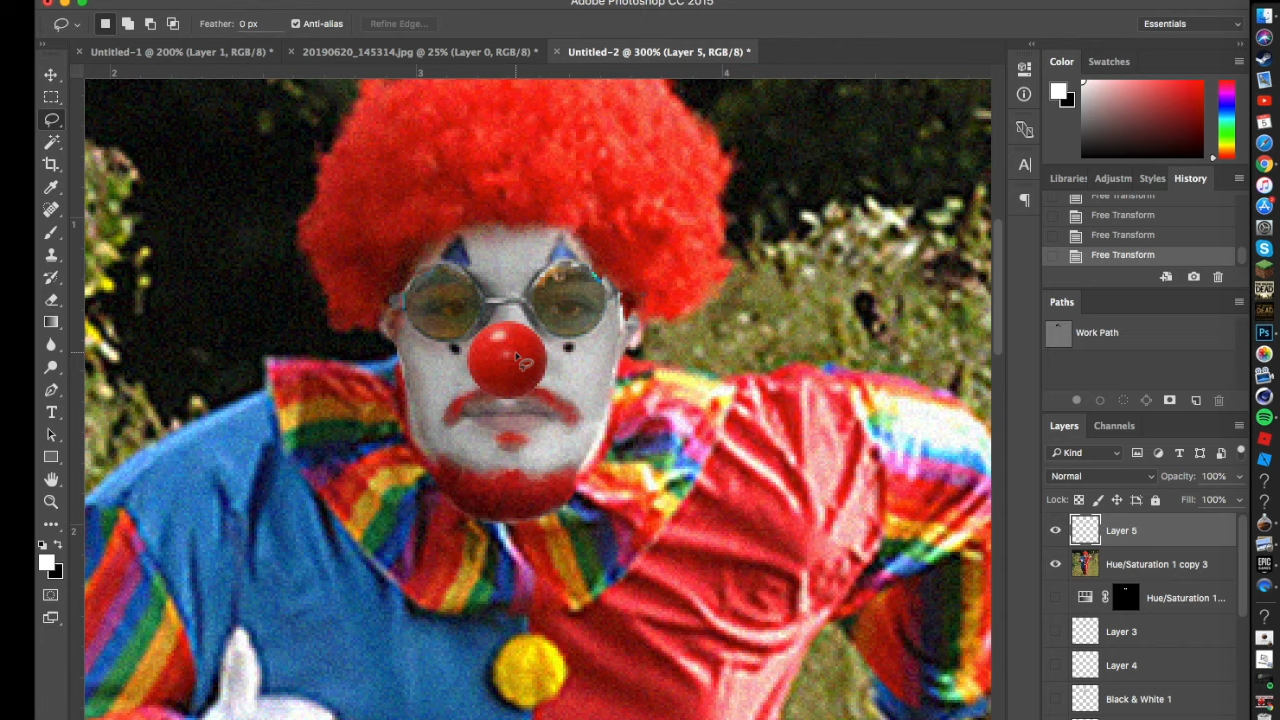 Adobe Photoshop CC 2015
Feather: 0 px
Anti-alias
Refine Edge...
Essentials
Untitled-1 @ 200% (Layer 1, RGB/8) *
20190620_145314.jpg @ 25% (Layer 0, RGB/8) *
Untitled-2 @ 300% (Layer 5, RGB/8) *
2
3
4
1
2
Color
Swatches
Libraries
Adjustm
Styles
History
Free Transform
Free Transform
Free Transform
Free Transform
Paths
Work Path
Layers
Channels
Kind
Normal
Opacity: 100%
Lock:
Fill: 100%
Layer 5
Hue/Saturation 1 copy 3
Hue/Saturation 1...
Layer 3
Layer 4
Black & White 1